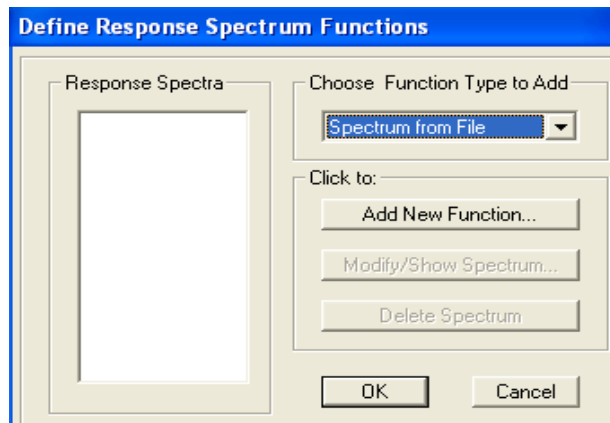 Define Response Spectrum Functions
Response Spectra
Choose Function Type to Add
Spectrum from File
Click to:
Add New Function...
Modify/Show Spectrum...
Delete Spectrum
OK
Cancel